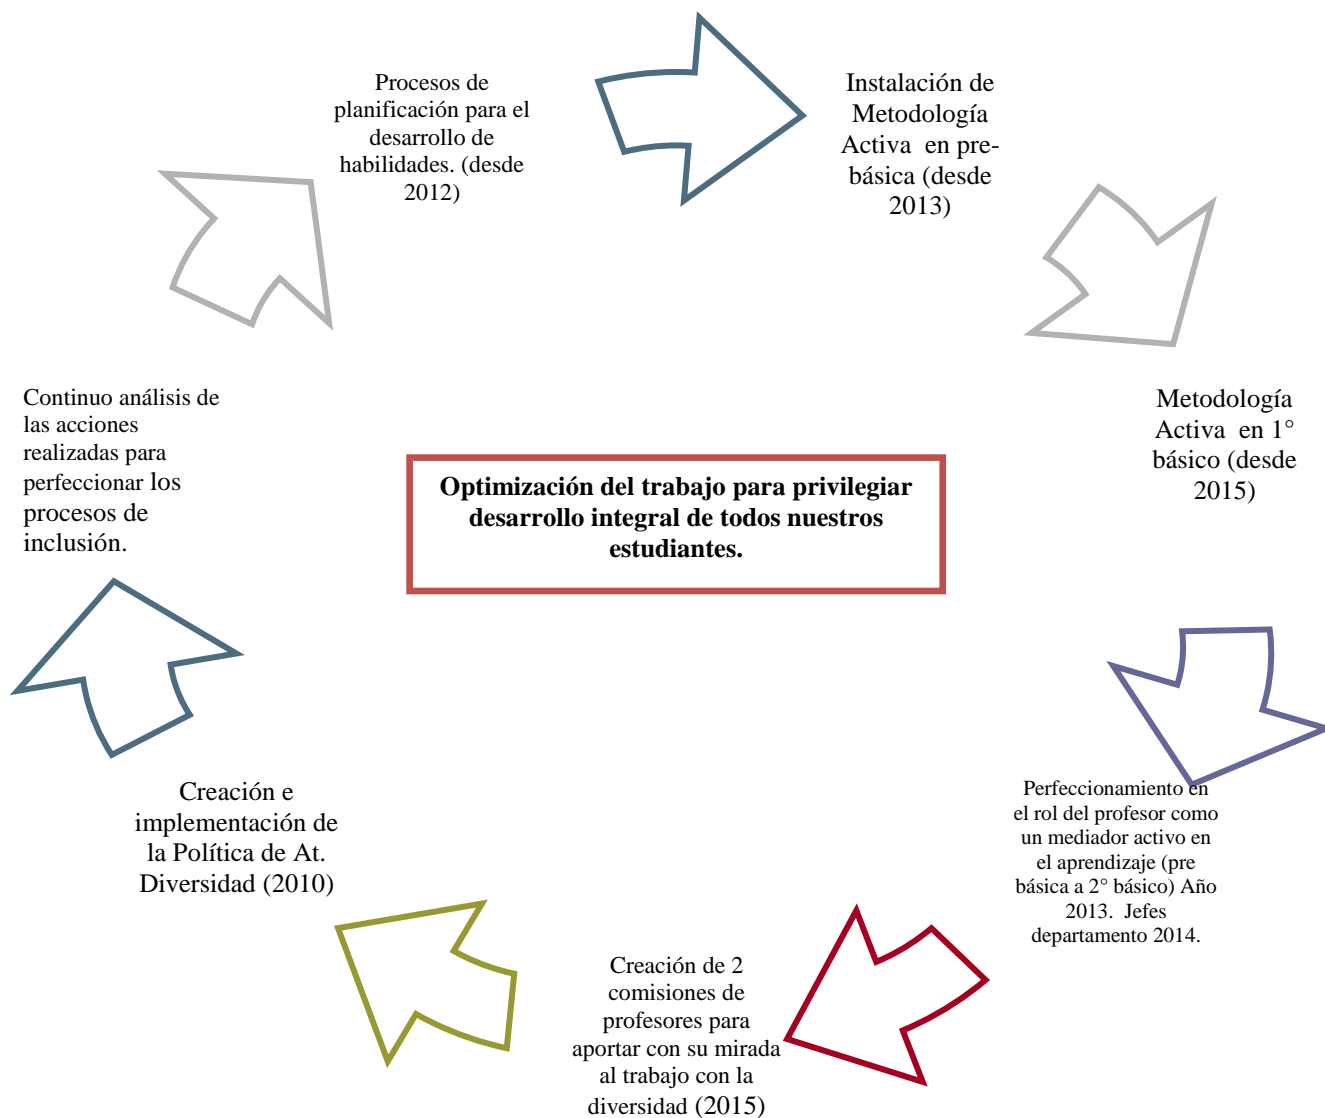 Procesos de
planificación para el
desarrollo de
habilidades. (desde
2012)
Instalación de
Metodología
Activa en pre-
básica (desde
2013)
Metodología
Activa en 1°
básico (desde
2015)
Perfeccionamiento en
el rol del profesor como
un mediador activo en
el aprendizaje (pre
básica a 2° básico) Año
2013. Jefes
departamento 2014.
Creación de 2
comisiones de
profesores para
aportar con su mirada
al trabajo con la
diversidad (2015)
Creación e
implementación de
la Política de At.
Diversidad (2010)
Continuo análisis de
las acciones
realizadas para
perfeccionar los
procesos de
inclusión.
Optimización del trabajo para privilegiar
desarrollo integral de todos nuestros
estudiantes.